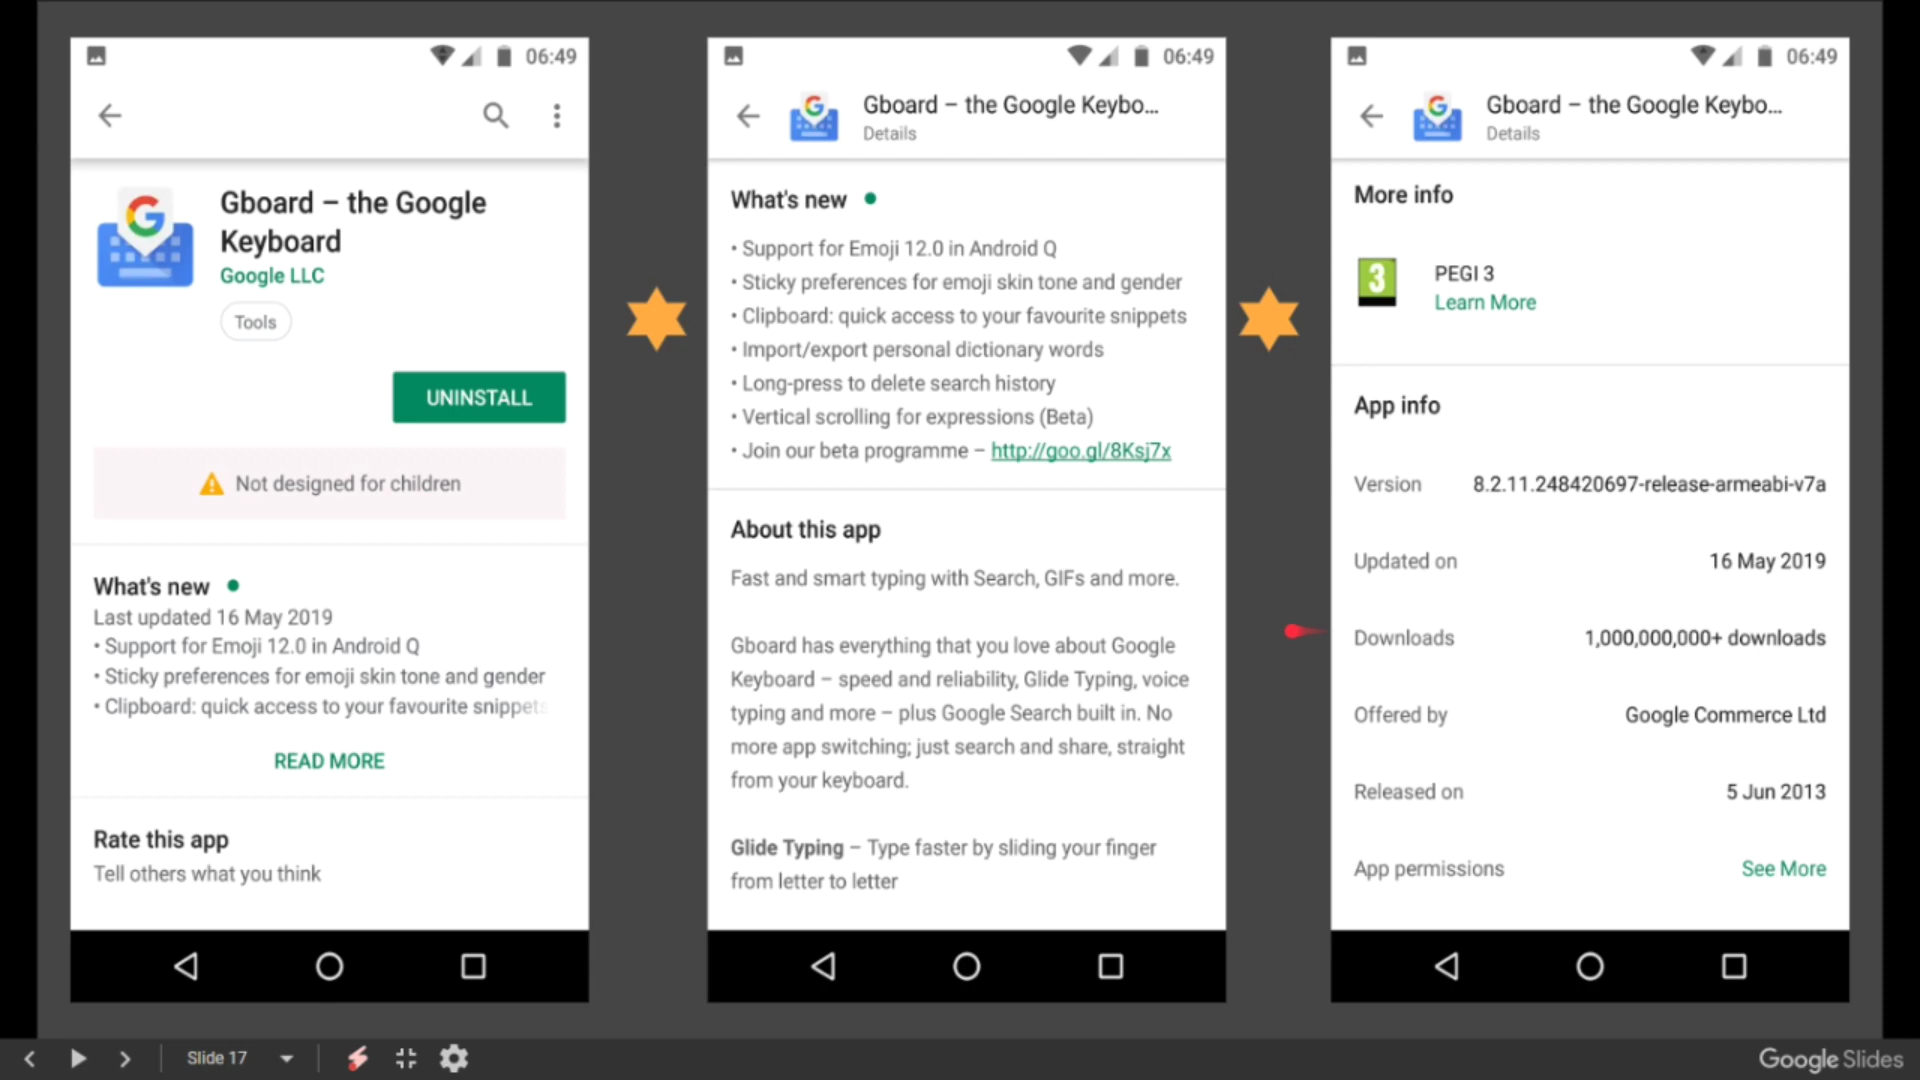 06:49
Gboard – the Google
Keyboard
Google LLC
Tools
UNINSTALL
Not designed for children
What's new
Last updated 16 May 2019
• Support for Emoji 12.0 in Android Q
• Sticky preferences for emoji skin tone and gender
• Clipboard: quick access to your favourite snippets
READ MORE
Rate this app
Tell others what you think
06:49
Gboard – the Google Keybo...
Details
What's new
• Support for Emoji 12.0 in Android Q
• Sticky preferences for emoji skin tone and gender
• Clipboard: quick access to your favourite snippets
• Import/export personal dictionary words
• Long-press to delete search history
• Vertical scrolling for expressions (Beta)
• Join our beta programme – http://goo.gl/8Ksj7x
About this app
Fast and smart typing with Search, GIFs and more.
Gboard has everything that you love about Google
Keyboard – speed and reliability, Glide Typing, voice
typing and more – plus Google Search built in. No
more app switching; just search and share, straight
from your keyboard.
Glide Typing – Type faster by sliding your finger
from letter to letter
06:49
Gboard – the Google Keybo...
Details
More info
3
PEGI 3
Learn More
App info
Version 8.2.11.248420697-release-armeabi-v7a
Updated on 16 May 2019
Downloads 1,000,000,000+ downloads
Offered by Google Commerce Ltd
Released on 5 Jun 2013
App permissions See More
Slide 17
Google Slides